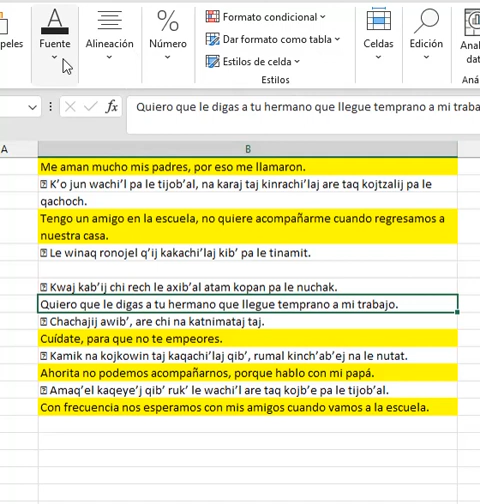 peles
Fuente
Alineación
Número
Formato condicional
Dar formato como tabla
Estilos de celda
Estilos
Celdas
Edición
Anal
dat
Aná
fx
Quiero que le digas a tu hermano que llegue temprano a mi traba
A
B
Me aman mucho mis padres, por eso me llamaron.
K’o jun wachi’l pa le tijob’al, na karaj taj kinrachi’laj are taq kojtzalij pa le
qachoch.
Tengo un amigo en la escuela, no quiere acompañarme cuando regresamos a
nuestra casa.
Le winaq ronojel q’ij kakachi’laj kib’ pa le tinamit.
Kwaj kab’ij chi rech le axib’al atam kopan pa le nuchak.
Quiero que le digas a tu hermano que llegue temprano a mi trabajo.
Chachajij awib’, are chi na katnimataj taj.
Cuídate, para que no te empeores.
Kamik na kojkowin taj kaqachi’laj qib’, rumal kinch’ab’ej na le nutat.
Ahorita no podemos acompañarnos, porque hablo con mi papá.
Amaq’el kaqeye’j qib’ ruk’ le wachi’l are taq kojb’e pa le tijob’al.
Con frecuencia nos esperamos con mis amigos cuando vamos a la escuela.